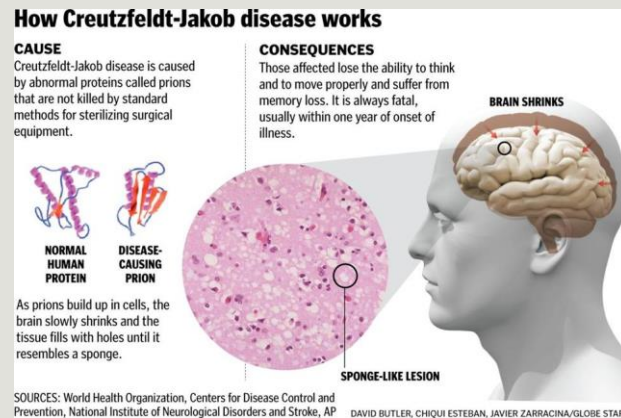 How Creutzfeldt-Jakob disease works
CAUSE
Creutzfeldt-Jakob disease is caused
by abnormal proteins called prions
that are not killed by standard
methods for sterilizing surgical
equipment.
NORMAL
HUMAN
PROTEIN
DISEASE-
CAUSING
PRION
As prions build up in cells, the
brain slowly shrinks and the
tissue fills with holes until it
resembles a sponge.
CONSEQUENCES
Those affected lose the ability to think
and to move properly and suffer from
memory loss. It is always fatal,
usually within one year of onset of
illness.
BRAIN SHRINKS
SPONGE-LIKE LESION
SOURCES: World Health Organization, Centers for Disease Control and
Prevention, National Institute of Neurological Disorders and Stroke, AP
DAVID BUTLER, CHIQUI ESTEBAN, JAVIER ZARRACINA/GLOBE